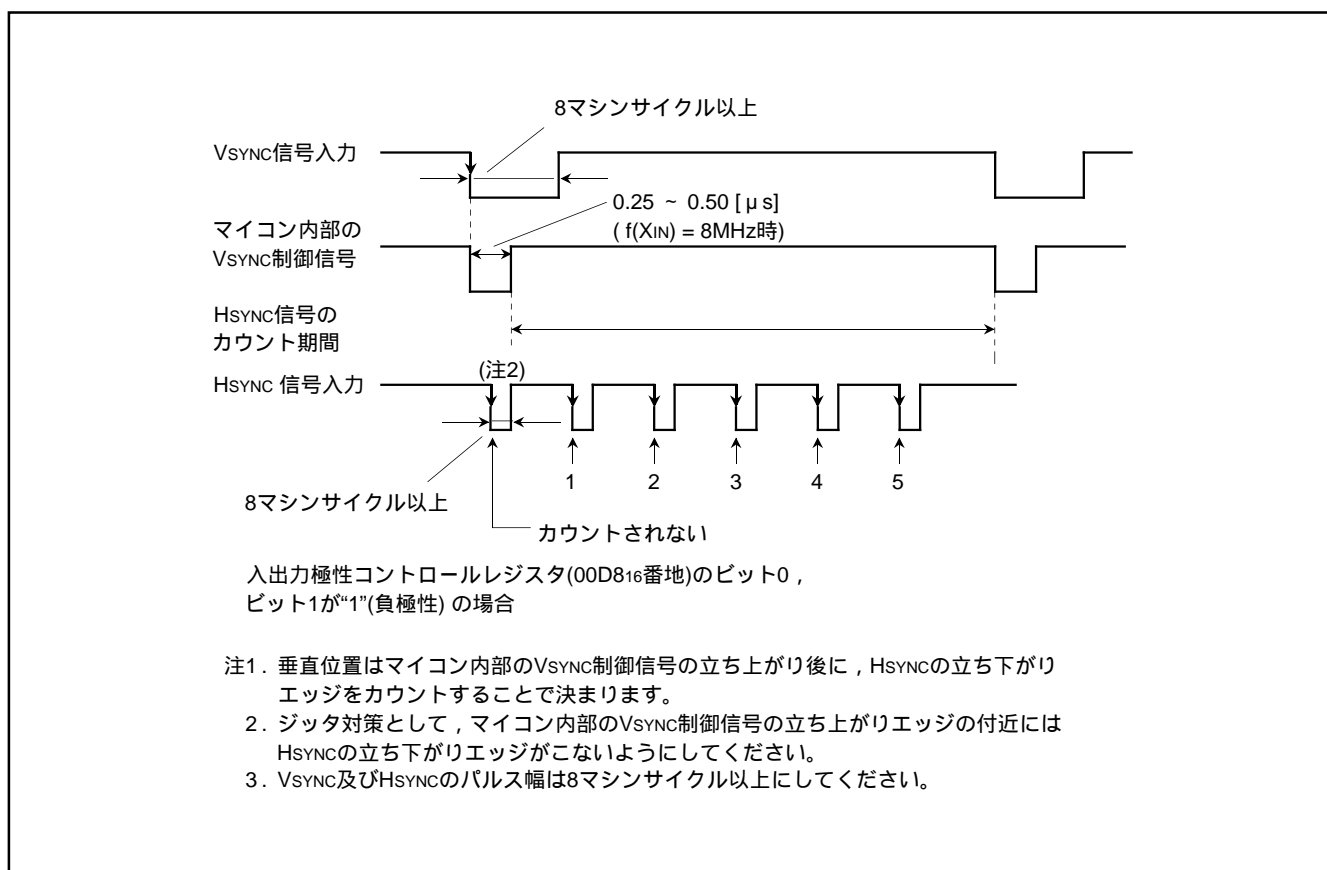 8マシンサイクル以上
VSYNC信号入力
0.25 ~ 0.50 [ μ s]
( f(XIN) = 8MHz時)
マイコン内部の
VSYNC制御信号
HSYNC信号の
カウント期間
(注2)
HSYNC 信号入力
1 2 3 4 5
8マシンサイクル以上
カウントされない
入出力極性コントロールレジスタ(00D816番地)のビット0 ,
ビット1が“1”(負極性) の場合
注1 . 垂直位置はマイコン内部のVSYNC制御信号の立ち上がり後に , HSYNCの立ち下がり
エッジをカウントすることで決まります。
2 . ジッタ対策として , マイコン内部のVSYNC制御信号の立ち上がりエッジの付近には
HSYNCの立ち下がりエッジがこないようにしてください。
3 . VSYNC及びHSYNCのパルス幅は8マシンサイクル以上にしてください。